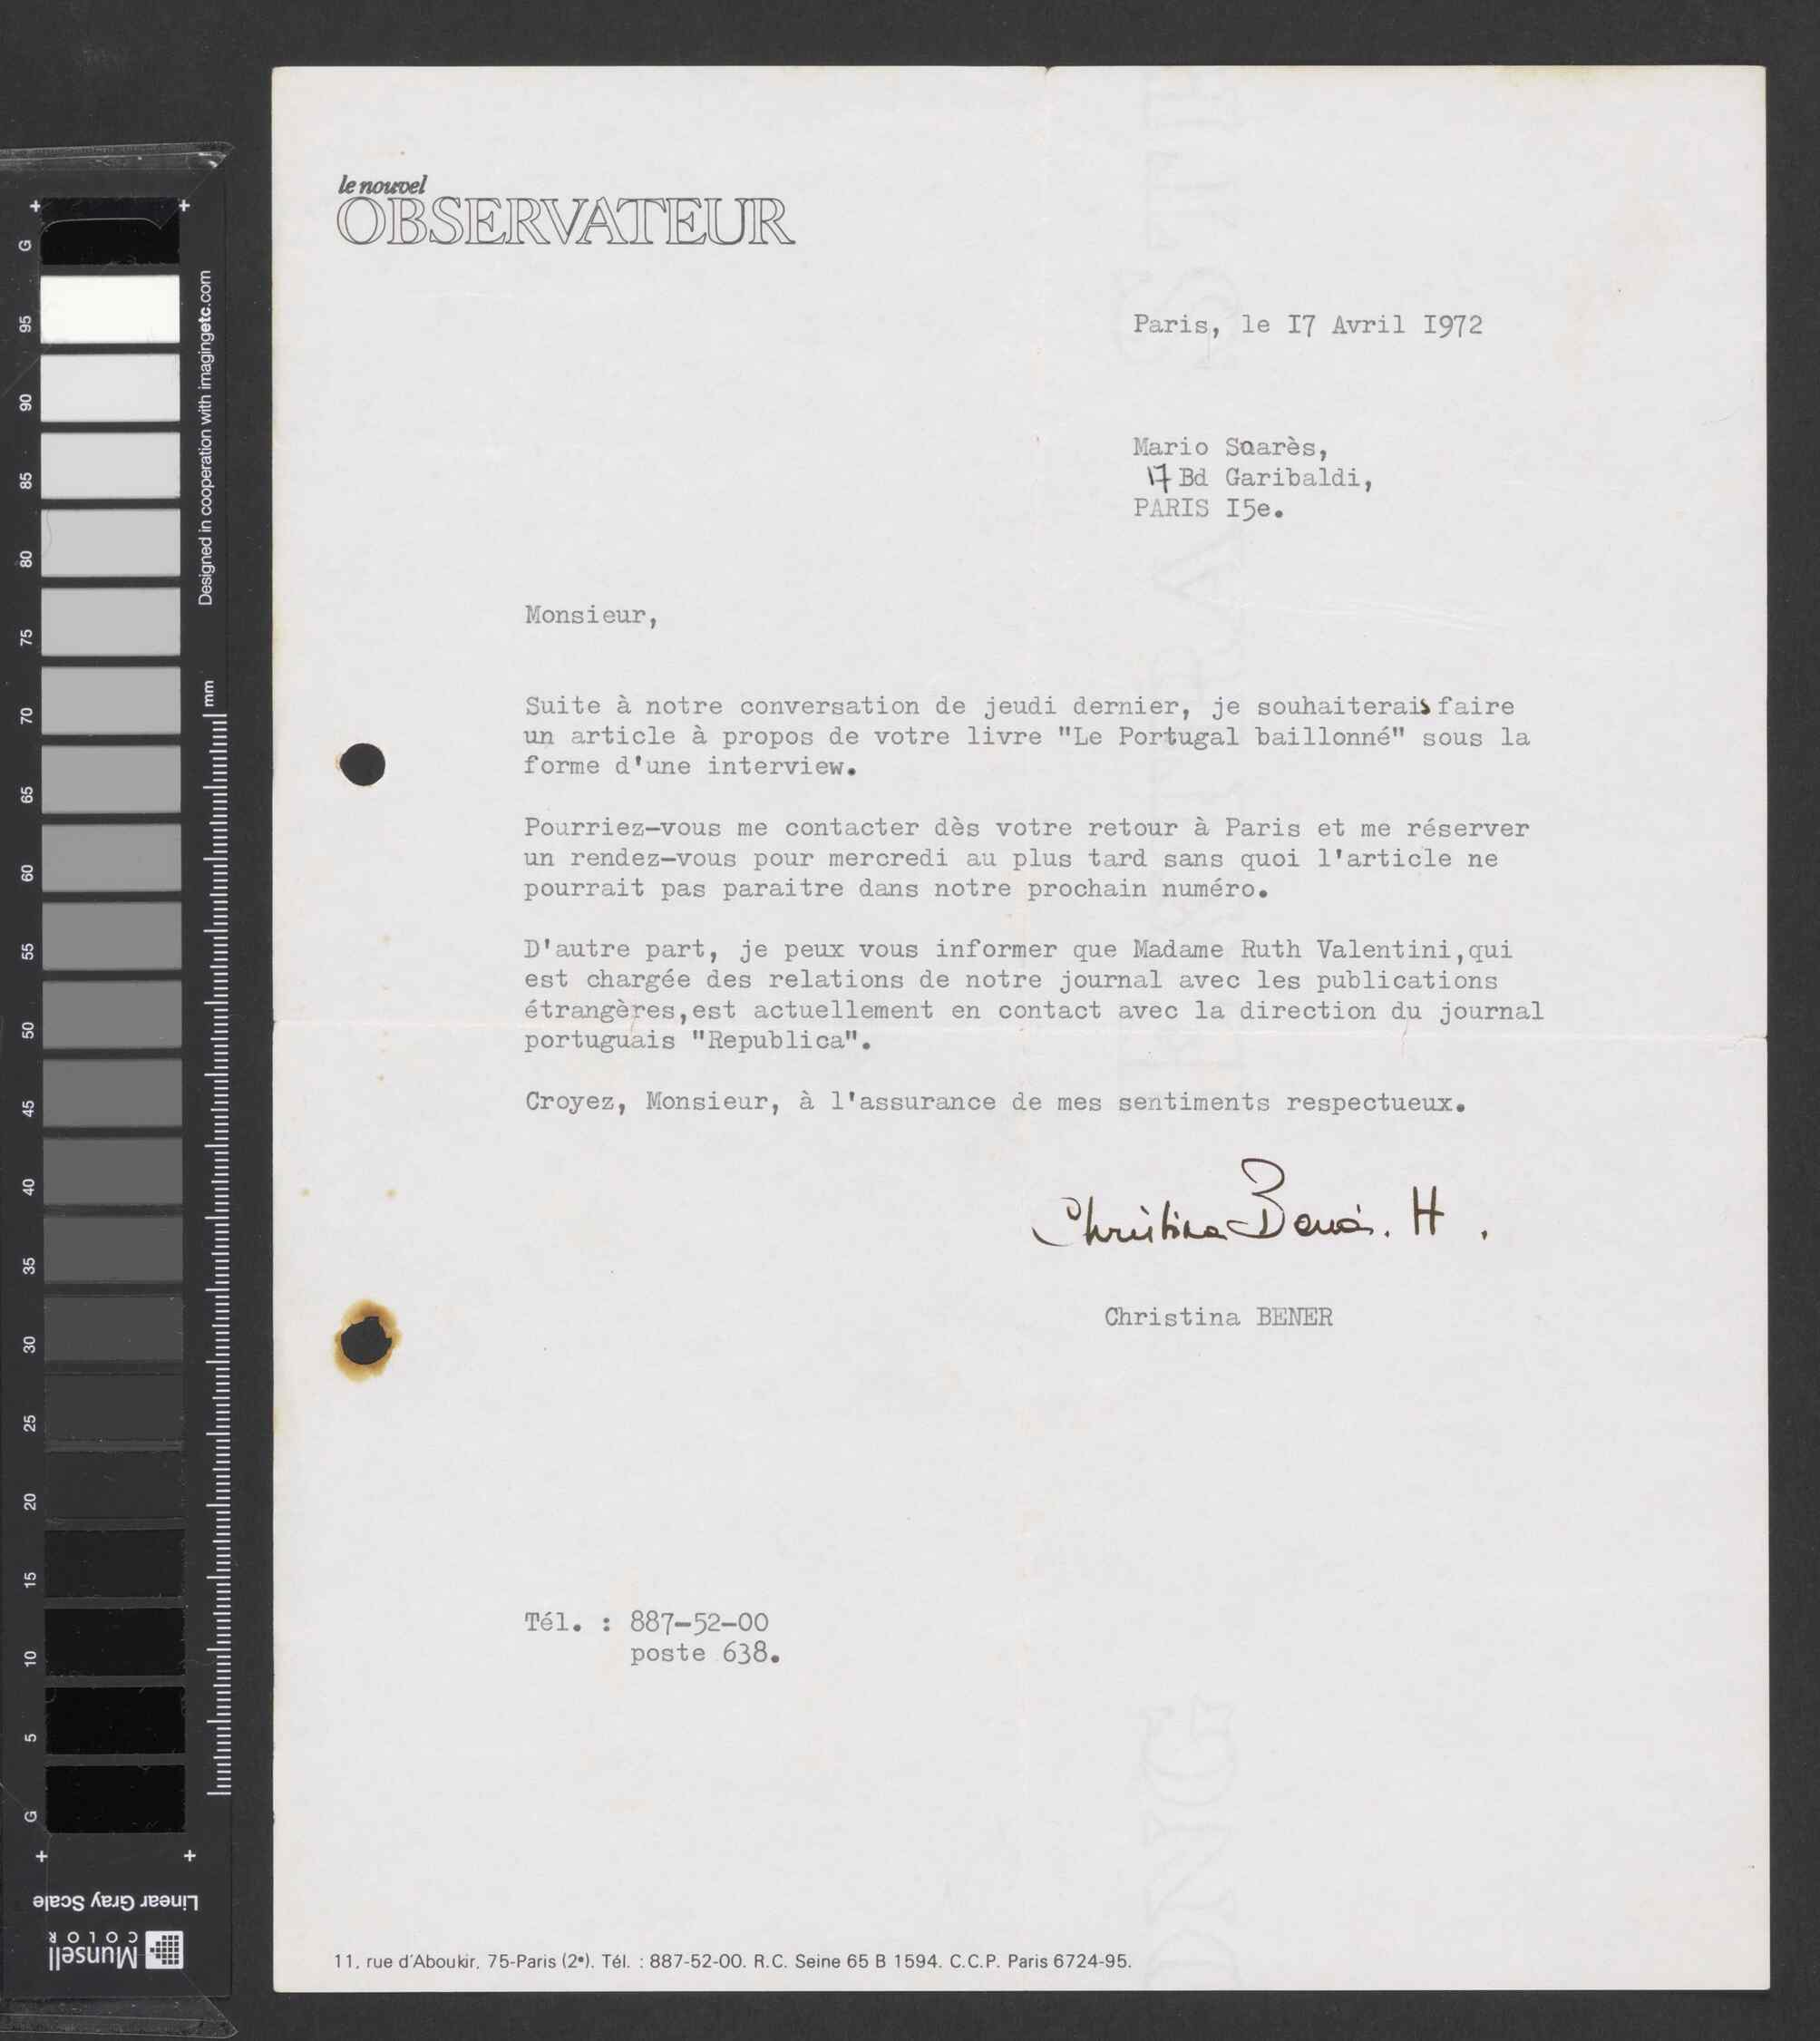 le nouvel
OBSERVATEUR
Paris, le I7 Avril I972
Mario Soarès,
17 Bd Garibaldi,
PARIS I5e.
Monsieur,
Suite à notre conversation de jeudi dernier, je souhaiterais faire
un article à propos de votre livre "Le Portugal baillonné" sous la
forme d'une interview.
Pourriez-vous me contacter dès votre retour à Paris et me réserver
un rendez-vous pour mercredi au plus tard sans quoi l'article ne
pourrait pas paraitre dans notre prochain numéro.
D'autre part, je peux vous informer que Madame Ruth Valentini,qui
est chargée des relations de notre journal avec les publications
étrangères,est actuellement en contact avec la direction du journal
portuguais "Republica".
Croyez, Monsieur, à l'assurance de mes sentiments respectueux.
Christina H.
Christina BENER
Tél. : 887-52-00
poste 638.
11, rue d'Aboukir, 75-Paris (2e). Tél. : 887-52-00. R.C. Seine 65 B 1594. C.C.P. Paris 6724-95.
G
95
90
85
80
75
70
65
60
55
50
45
40
35
30
25
20
15
10
5
G
Designed in cooperation with imagingetc.com
mm
Linear Gray Scale
Munsell
COLOR